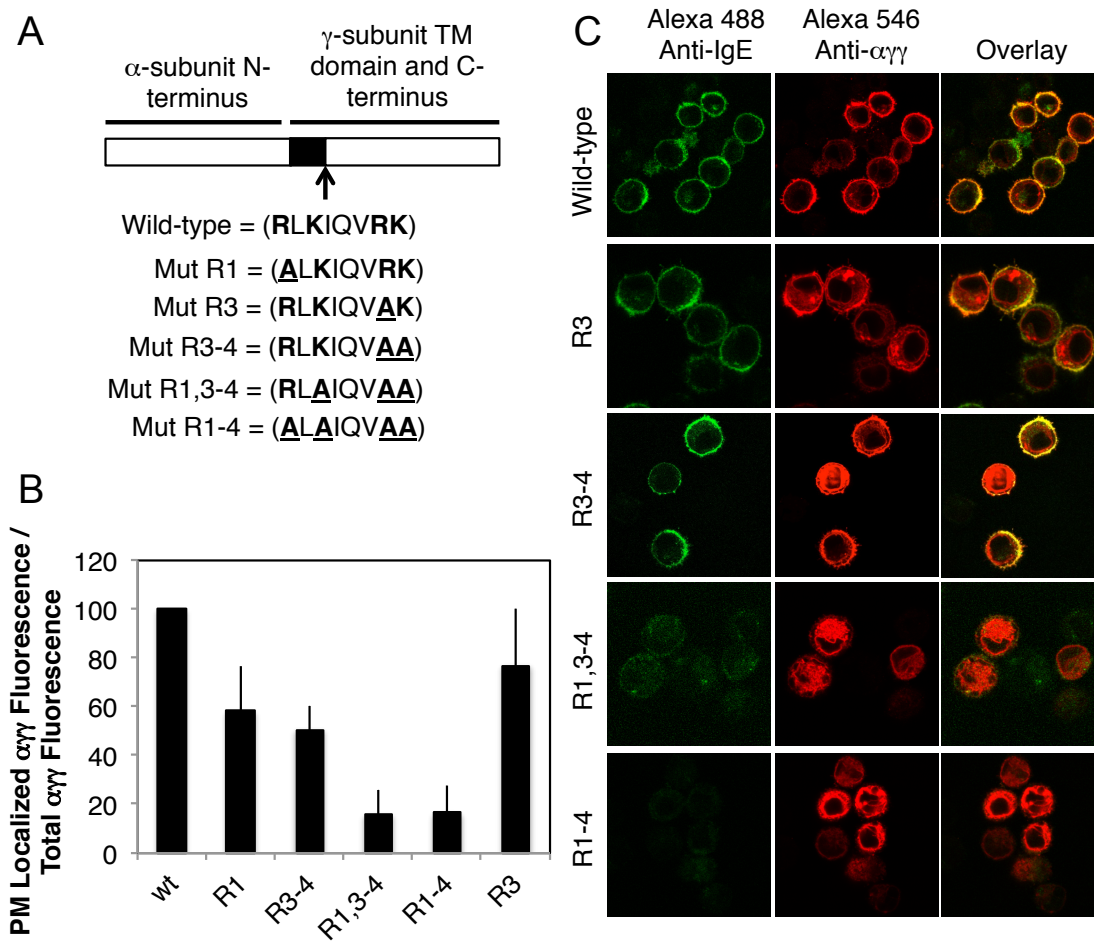 A
α-subunit N-
terminus
γ-subunit TM
domain and C-
terminus
Wild-type = (RLKIQVRK)
Mut R1 = (ALKIQVRK)
Mut R3 = (RLKIQVAK)
Mut R3-4 = (RLKIQVAA)
Mut R1,3-4 = (RLAIQVAA)
Mut R1-4 = (ALAIQVAA)
B
PM Localized αγγ Fluorescence /
Total αγγ Fluorescence
120
100
80
60
40
20
0
wt
R1
R3-4
R1,3-4
R1-4
R3
C
Alexa 488
Anti-IgE
Alexa 546
Anti-αγγ
Overlay
Wild-type
R3
R3-4
R1,3-4
R1-4